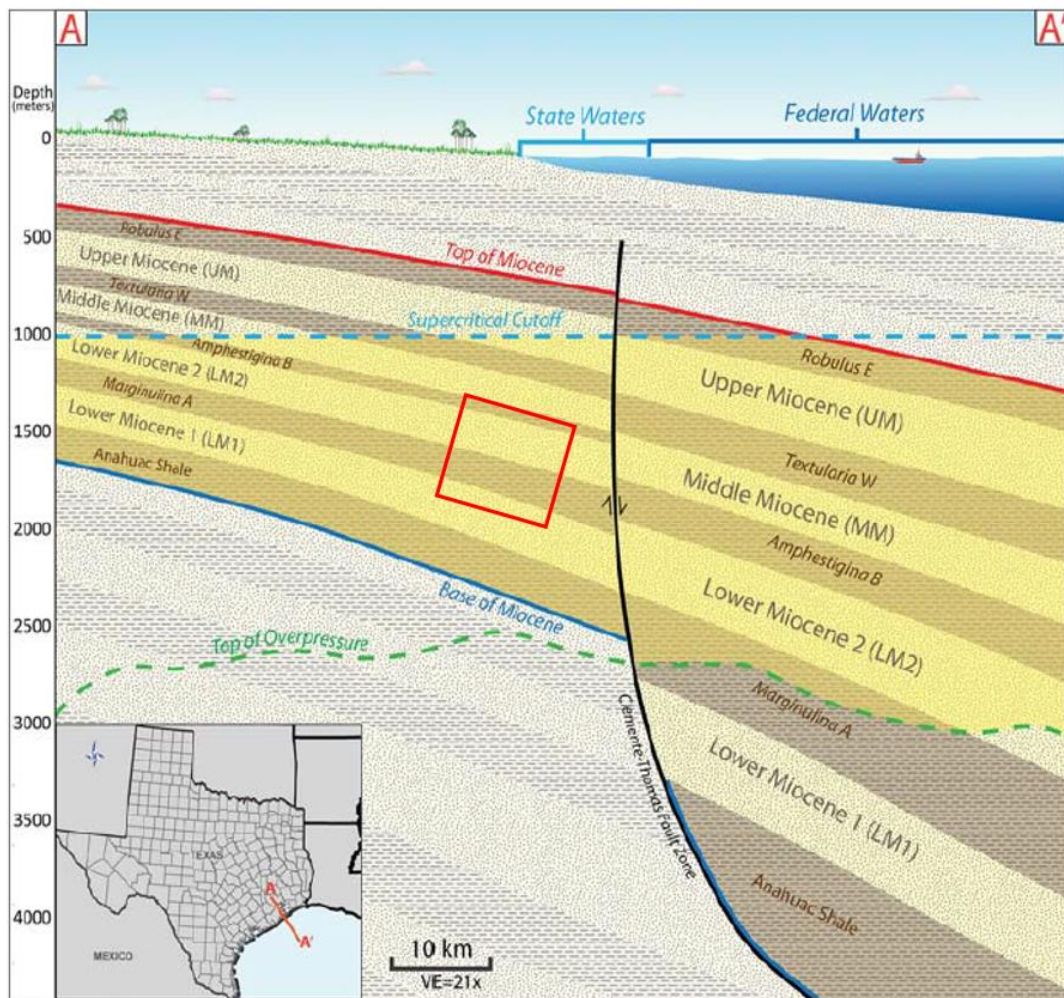 A
A'
Depth
(meters)
State Waters
Federal Waters
0
500
1000
1500
2000
2500
3000
3500
4000
Robulus E
Upper Miocene (UM)
Textularia W
Middle Miocene (MM)
Top of Miocene
Supercritical Cutoff
Amphestigina B
Lower Miocene 2 (LM2)
Marginulina A
Lower Miocene 1 (LM1)
Anahuac Shale
Base of Miocene
Top of Overpressure
Robulus E
Upper Miocene (UM)
Textularia W
Middle Miocene (MM)
Amphestigina B
Lower Miocene 2 (LM2)
Marginulina A
Lower Miocene 1 (LM1)
Anahuac Shale
Clemente-Thomas Fault Zone
TEXAS
A
A'
MEXICO
10 km
VE=21x